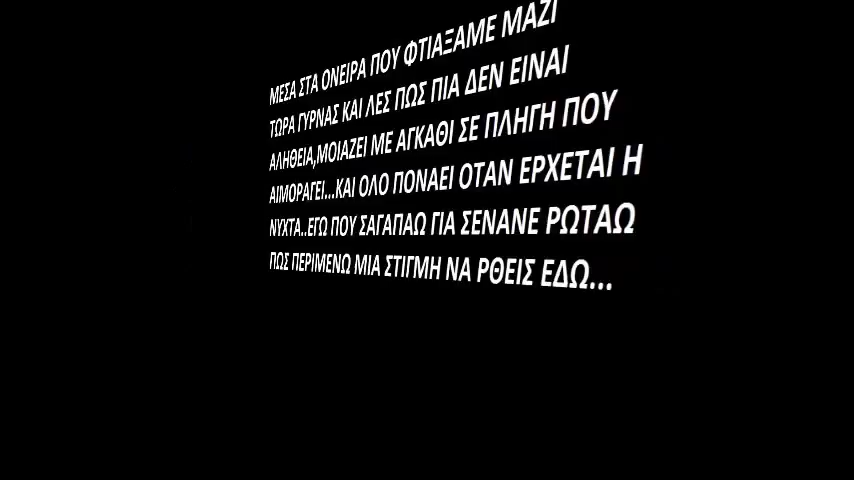 ΜΕΣΑ ΣΤΑ ΟΝΕΙΡΑ ΠΟΥ ΦΤΙΑΞΑΜΕ ΜΑΖΙ
ΤΩΡΑ ΓΥΡΝΑΣ ΚΑΙ ΛΕΣ ΠΩΣ ΠΙΑ ΔΕΝ ΕΙΝΑΙ
ΑΛΗΘΕΙΑ,ΜΟΙΑΖΕΙ ΜΕ ΑΓΚΑΘΙ ΣΕ ΠΛΗΓΗ ΠΟΥ
ΑΙΜΟΡΑΓΕΙ...ΚΑΙ ΟΛΟ ΠΟΝΑΕΙ ΟΤΑΝ ΕΡΧΕΤΑΙ Η
ΝΥΧΤΑ..ΕΓΩ ΠΟΥ ΣΑΓΑΠΑΩ ΓΙΑ ΣΕΝΑΝΕ ΡΩΤΑΩ
ΠΩΣ ΠΕΡΙΜΕΝΩ ΜΙΑ ΣΤΙΓΜΗ ΝΑ ΡΘΕΙΣ ΕΔΩ...